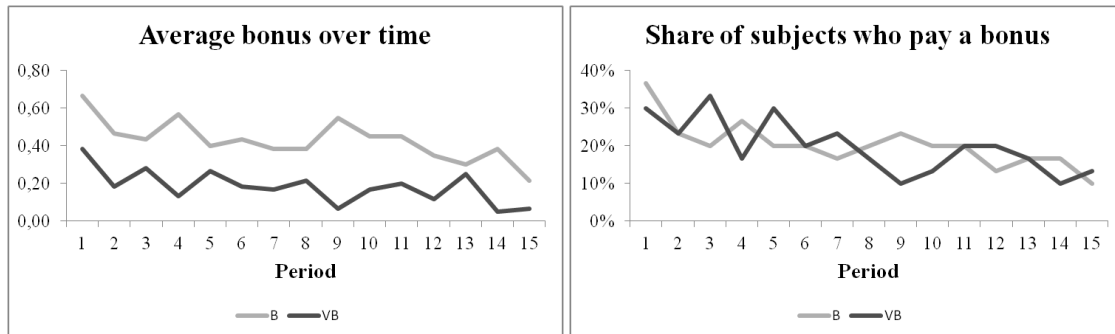 Average bonus over time
0,80
0,60
0,40
0,20
0,00
1 2 3 4 5 6 7 8 9 10 11 12 13 14 15
Period
B VB
Share of subjects who pay a bonus
40%
30%
20%
10%
0%
1 2 3 4 5 6 7 8 9 10 11 12 13 14 15
Period
B VB